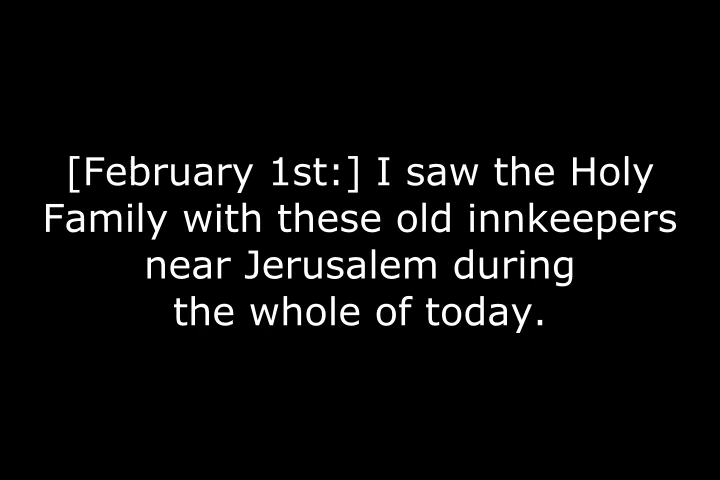 [February 1st:] I saw the Holy
Family with these old innkeepers
near Jerusalem during
the whole of today.